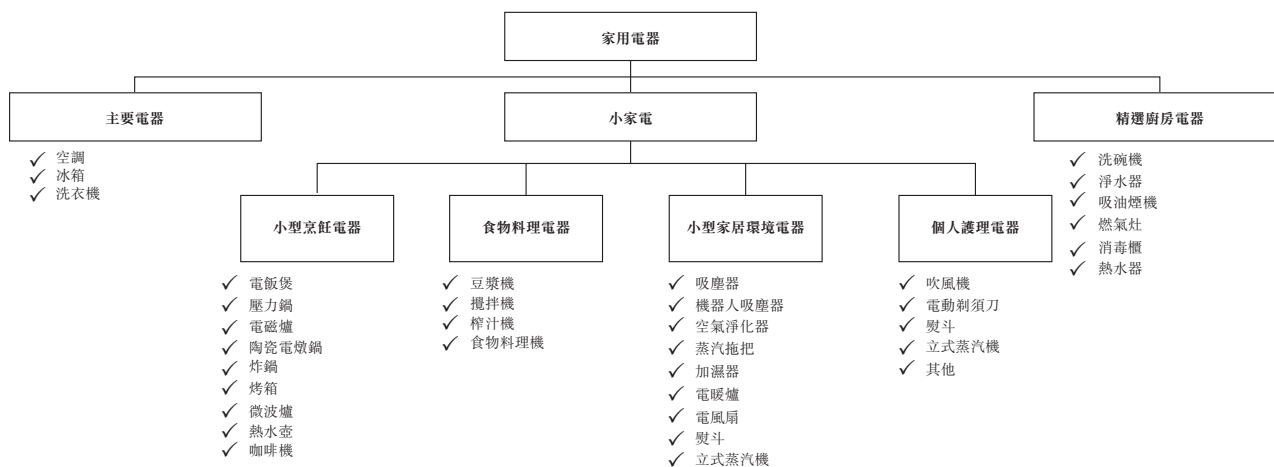 家用電器
主要電器
空調
冰箱
洗衣機
小家電
小型烹飪電器
電飯煲
壓力鍋
電磁爐
陶瓷電燉鍋
炸鍋
烤箱
微波爐
熱水壺
咖啡機
食物料理電器
豆漿機
攪拌機
榨汁機
食物料理機
小型家居環境電器
吸塵器
機器人吸塵器
空氣淨化器
蒸汽拖把
加濕器
電暖爐
電風扇
熨斗
立式蒸汽機
個人護理電器
吹風機
電動剃須刀
熨斗
立式蒸汽機
其他
精選廚房電器
洗碗機
淨水器
吸油煙機
燃氣灶
消毒櫃
熱水器